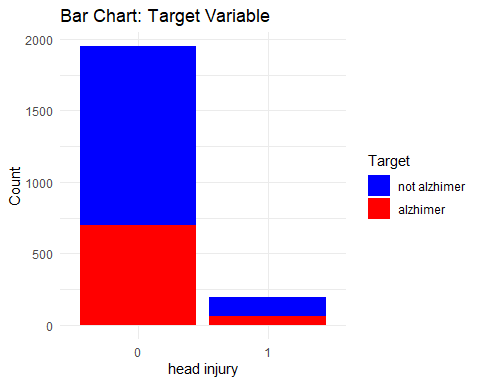 Bar Chart: Target Variable
2000
1500
1000
500
0
Count
0 1
head injury
Target
not alzhimer
alzhimer